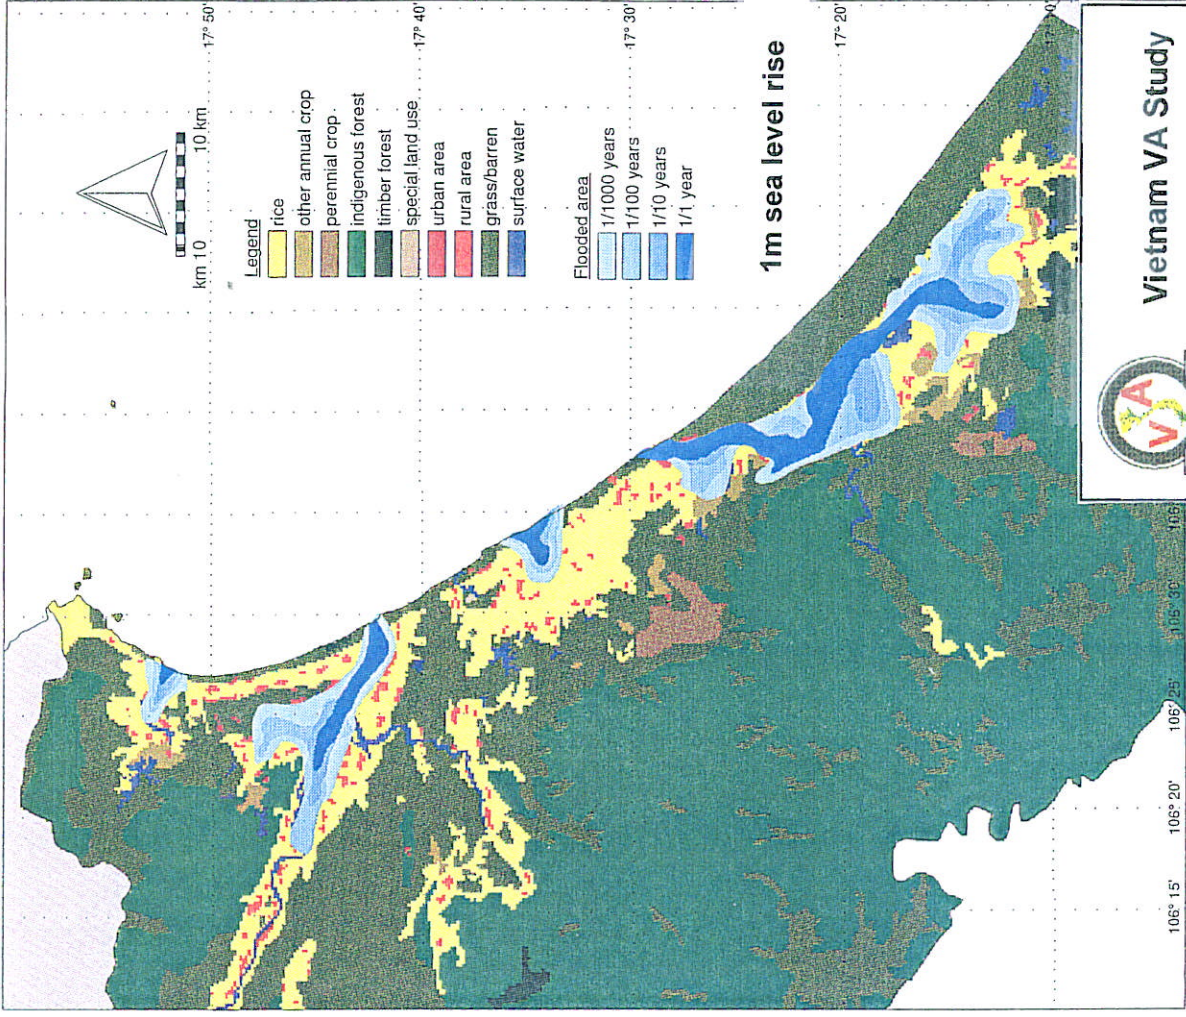 17° 50'
17° 40'
17° 30'
17° 20'
km 10
10 km
Legend
rice
other annual crop
perennial crop
indigenous forest
timber forest
special land use
urban area
rural area
grass/barren
surface water
Flooded area
1/1000 years
1/100 years
1/10 years
1/1 year
1m sea level rise
106° 15'
106° 20'
106° 25'
106° 30'
VA
Vietnam VA Study